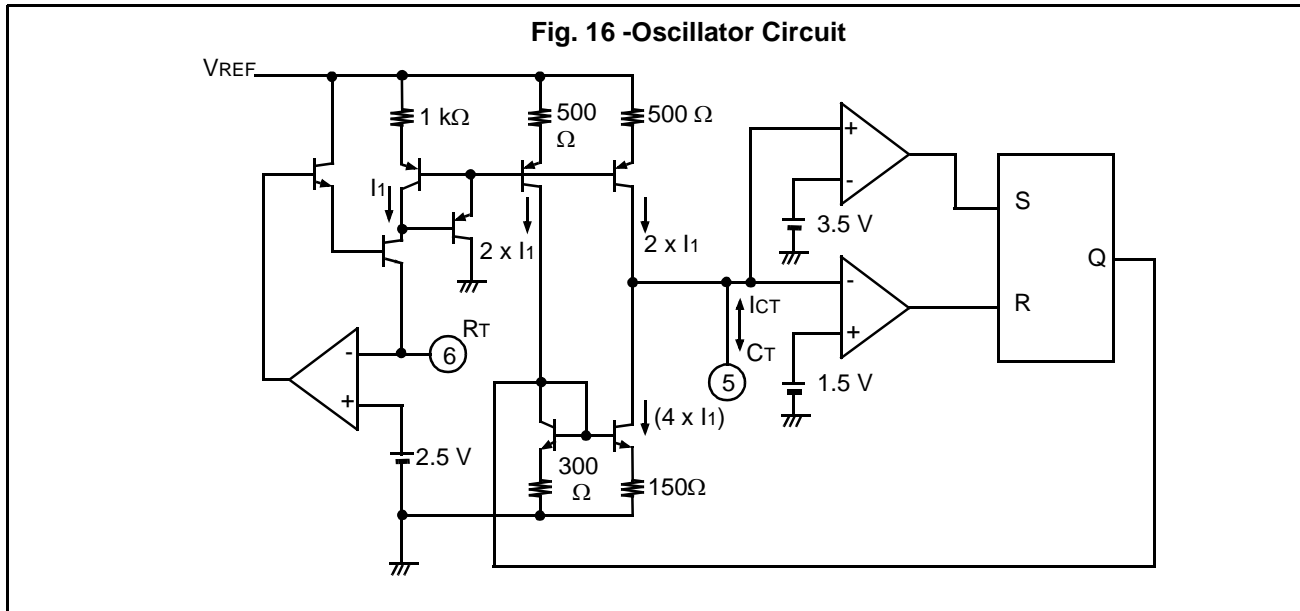 Fig. 16 -Oscillator Circuit
VREF
1 kΩ
500
Ω
500 Ω
I1
2 x I1
2 x I1
+
-
3.5 V
S
Q
R
-
+
1.5 V
ICT
CT
5
RT
6
-
+
2.5 V
(4 x I1)
300
Ω
150Ω